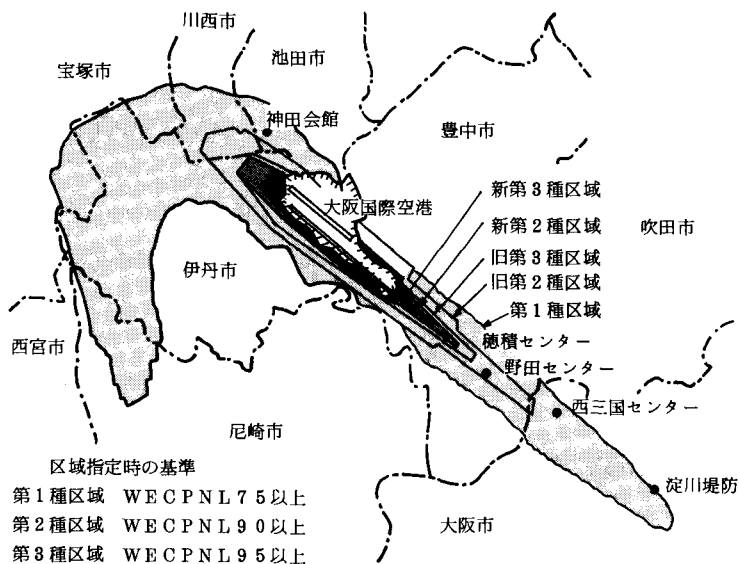 川西市
宝塚市
池田市
神田会館
豊中市
大阪国際空港
新第3種区域
新第2種区域
吹田市
旧第3種区域
伊丹市
旧第2種区域
第1種区域
穂積センター
西宮市
野田センター
西三国センター
尼崎市
区域指定時の基準
第1種区域 WECPNL75以上
淀川堤防
第2種区域 WECPNL90以上
大阪市
第3種区域 WECPNL95以上